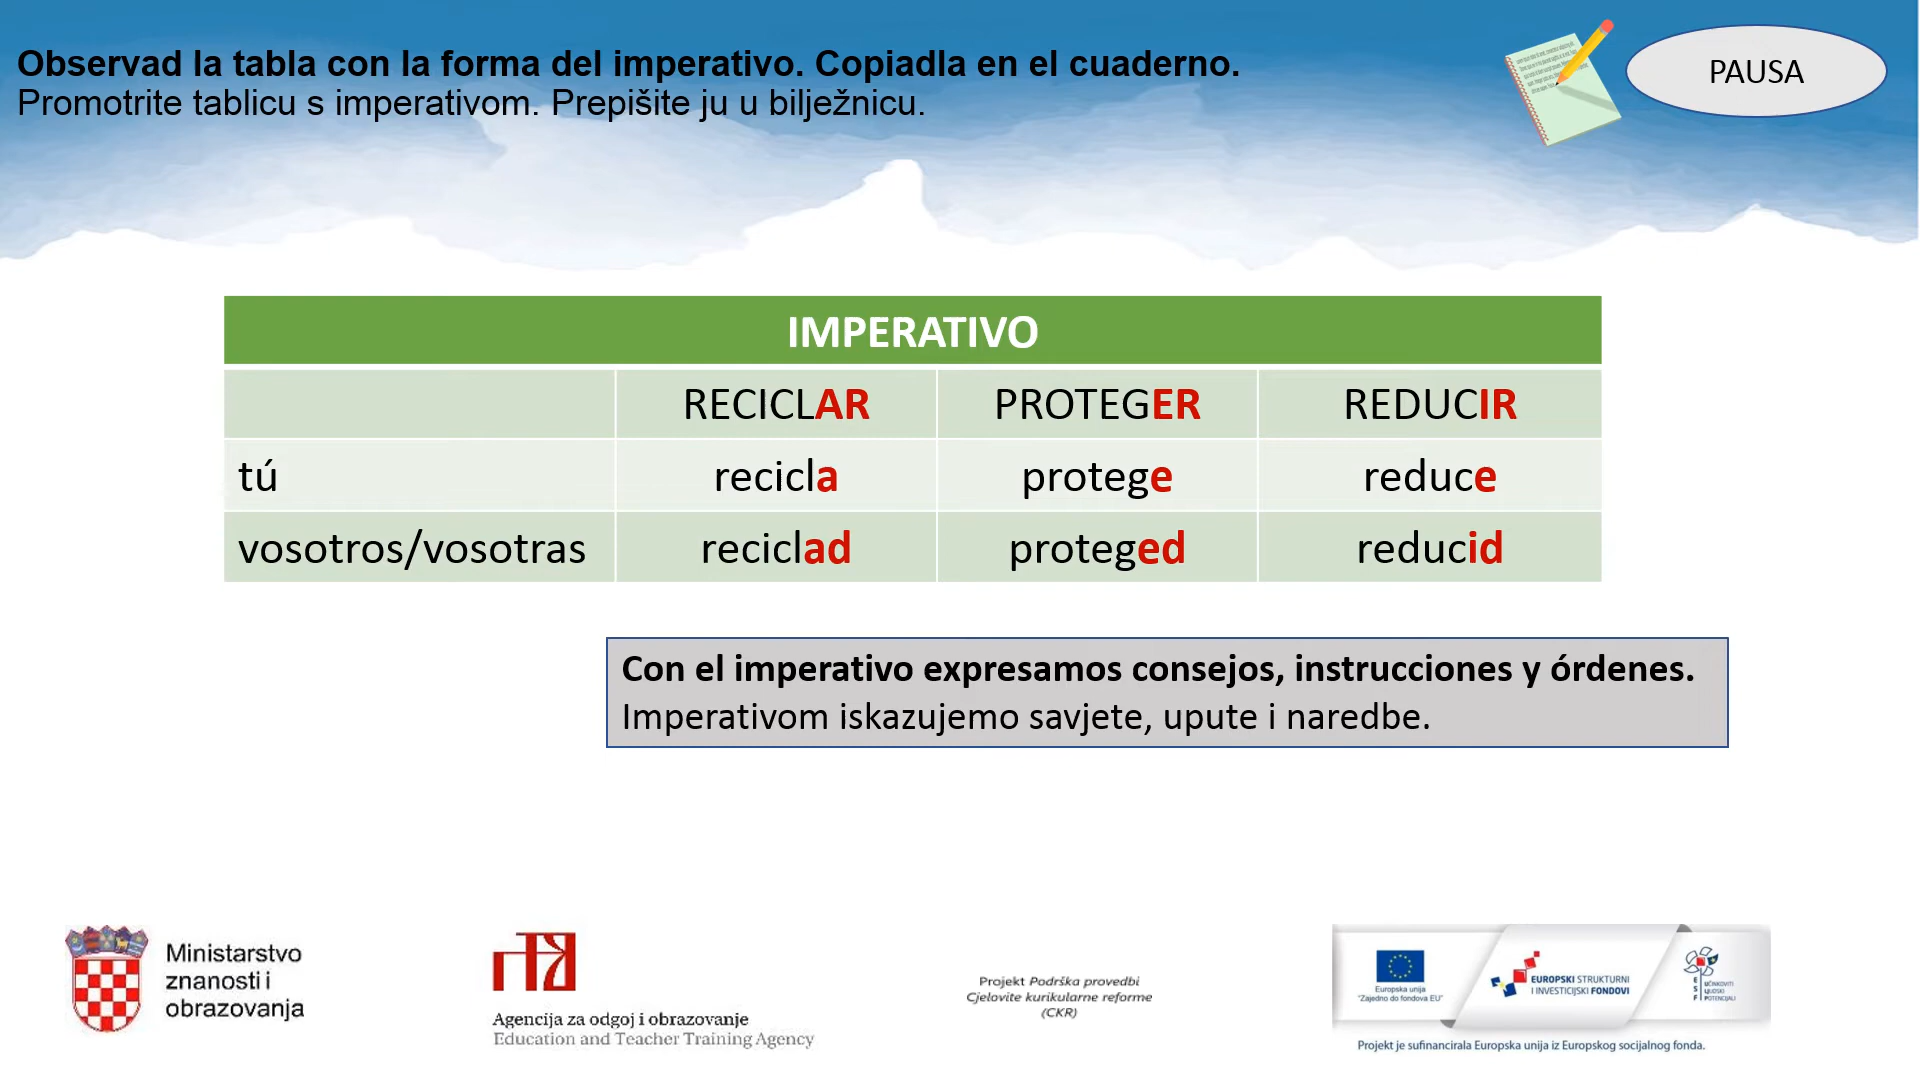 Observad la tabla con la forma del imperativo. Copiadla en el cuaderno.
Promotrite tablicu s imperativom. Prepišite ju u bilježnicu.
PAUSA
IMPERATIVO
RECICLAR PROTEGER REDUCIR
tú recicla protege reduce
vosotros/vosotras reciclad proteged reducid
Con el imperativo expresamos consejos, instrucciones y órdenes.
Imperativom iskazujemo savjete, upute i naredbe.
Ministarstvo
znanosti i
obrazovanja
Agencija za odgoj i obrazovanje
Education and Teacher Training Agency
Projekt Podrška provedbi
Cjelovite kurikularne reforme
(CKR)
Europska unija
"Zajedno do fondova EU"
EUROPSKI STRUKTURNI
I INVESTICIJSKI FONDOVI
ESF
UČINKOVITI
LJUDSKI
POTENCIJALI
Projekt je sufinancirala Europska unija iz Europskog socijalnog fonda.